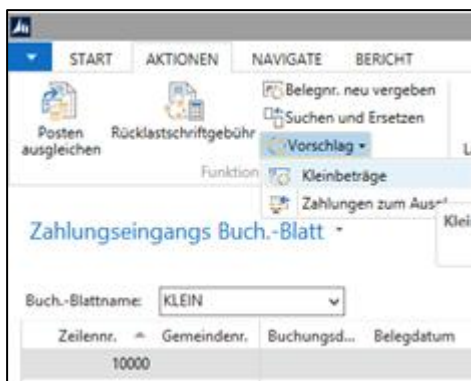 START AKTIONEN NAVIGATE BERICHT
Posten ausgleichen
Rücklastschriftgebühr
Belegnr. neu vergeben
Suchen und Ersetzen
Vorschlag
Funktion
Kleinbeträge
Zahlungen zum
Zahlungseingangs Buch.-Blatt
Buch.-Blattname: KLEIN
Zeilennr. Gemeindenr. Buchungsd... Belegdatum
10000